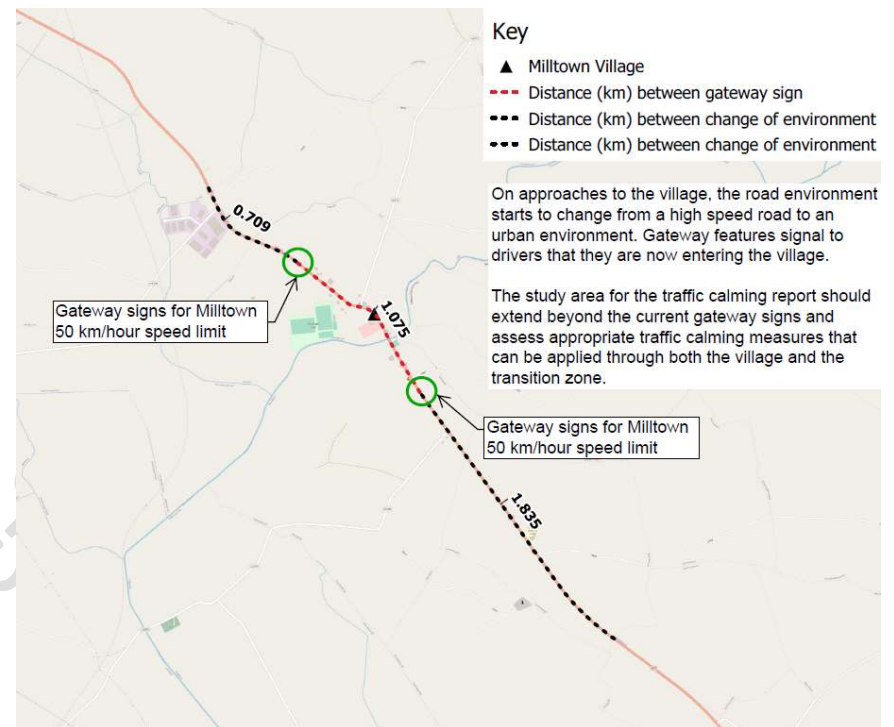 Key
Milltown Village
Distance (km) between gateway sign
Distance (km) between change of environment
Distance (km) between change of environment
On approaches to the village, the road environment
starts to change from a high speed road to an
urban environment. Gateway features signal to
drivers that they are now entering the village.
The study area for the traffic calming report should
extend beyond the current gateway signs and
assess appropriate traffic calming measures that
can be applied through both the village and the
transition zone.
0.709
Gateway signs for Milltown
50 km/hour speed limit
1.075
Gateway signs for Milltown
50 km/hour speed limit
1.835